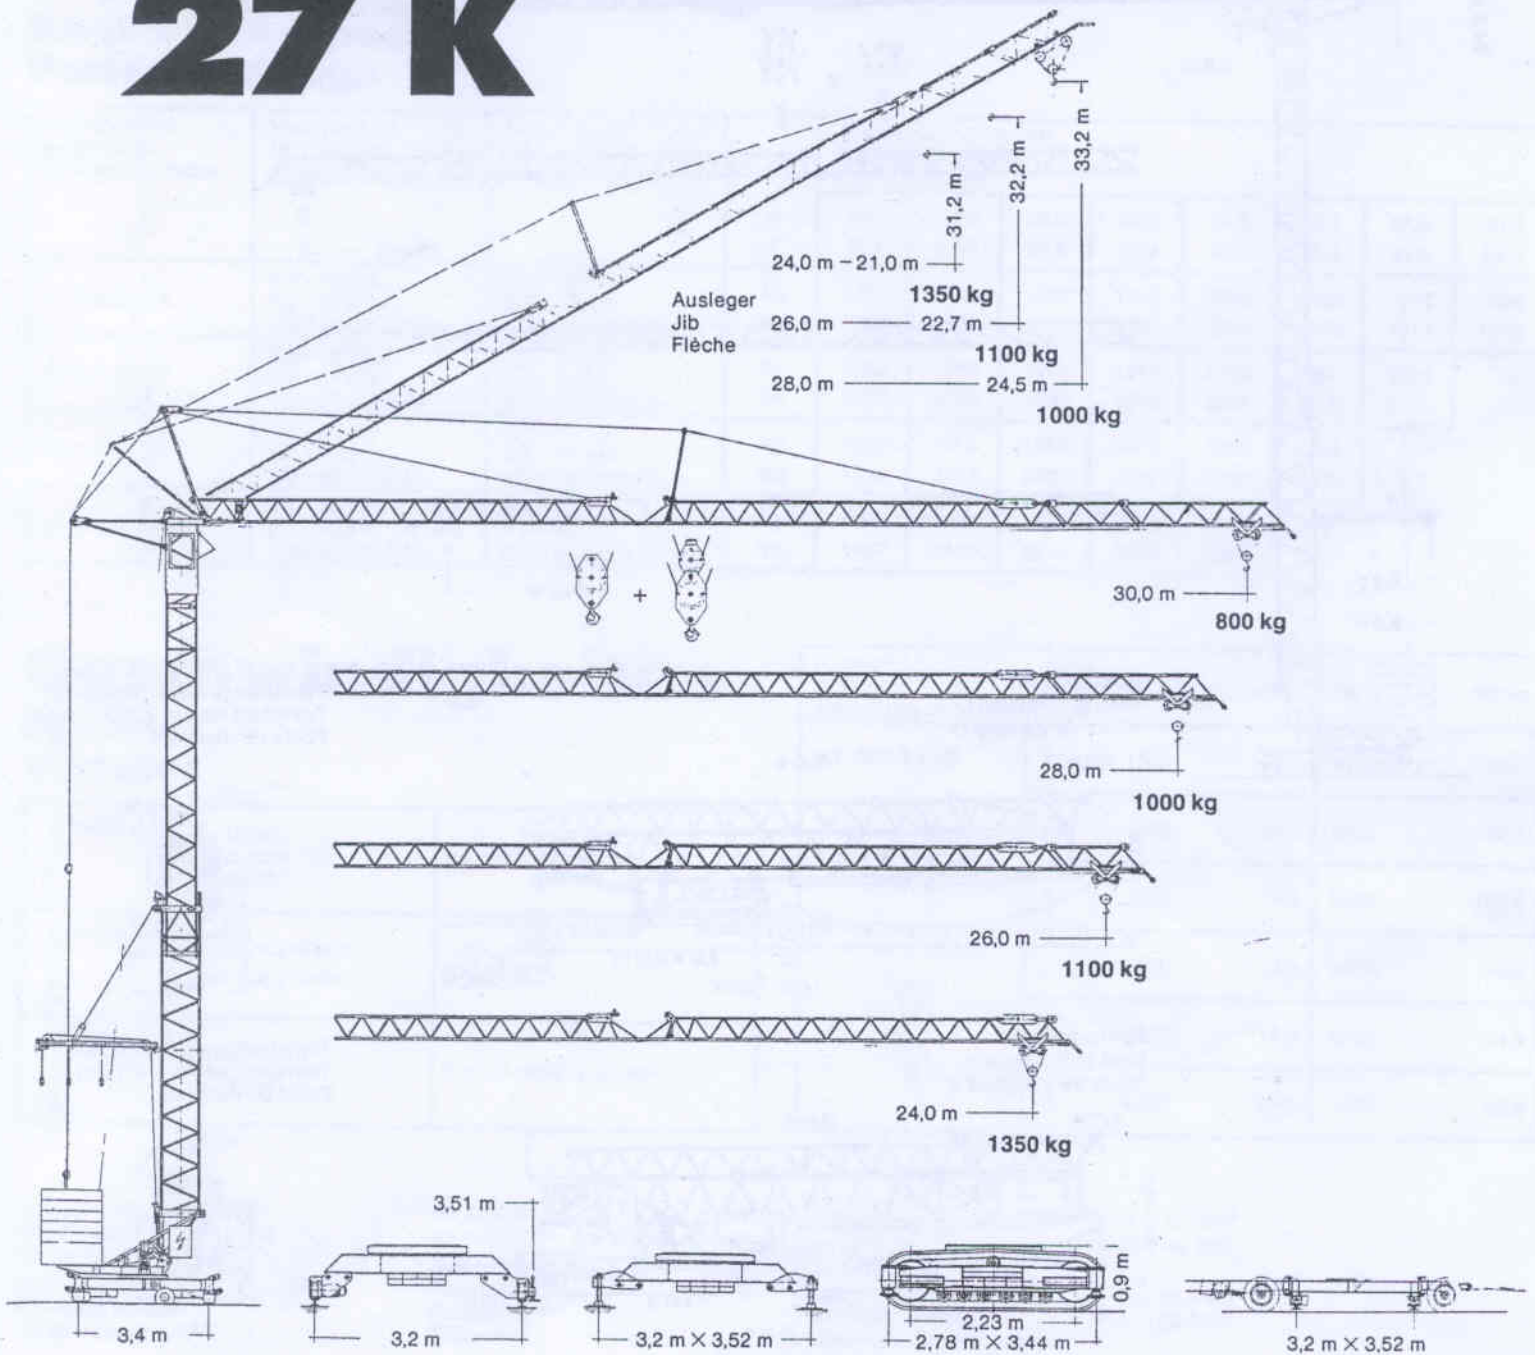 27 K
33,2 m
32,2 m
31,2 m
24,0 m – 21,0 m
1350 kg
Ausleger
Jib
Flèche
26,0 m 22,7 m
1100 kg
28,0 m 24,5 m
1000 kg
+
30,0 m
800 kg
28,0 m
1000 kg
26,0 m
1100 kg
24,0 m
1350 kg
3,51 m
0,9 m
3,4 m
3,2 m
3,2 m × 3,52 m
2,23 m
2,78 m × 3,44 m
3,2 m × 3,52 m